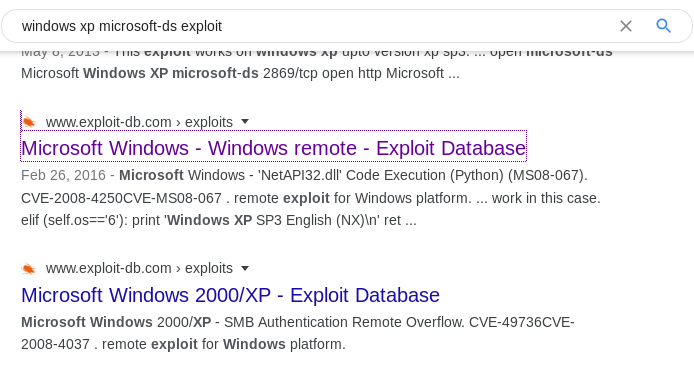 windows xp microsoft-ds exploit
May 8, 2013 - This exploit works on windows xp upto version xp sp3. ... open microsoft-ds
Microsoft Windows XP microsoft-ds 2869/tcp open http Microsoft ...
www.exploit-db.com › exploits
Microsoft Windows - Windows remote - Exploit Database
Feb 26, 2016 - Microsoft Windows - 'NetAPI32.dll' Code Execution (Python) (MS08-067).
CVE-2008-4250CVE-MS08-067 . remote exploit for Windows platform. ... work in this case.
elif (self.os=='6'): print 'Windows XP SP3 English (NX)\n' ret ...
www.exploit-db.com › exploits
Microsoft Windows 2000/XP - Exploit Database
Microsoft Windows 2000/XP - SMB Authentication Remote Overflow. CVE-49736CVE-
2008-4037 . remote exploit for Windows platform.